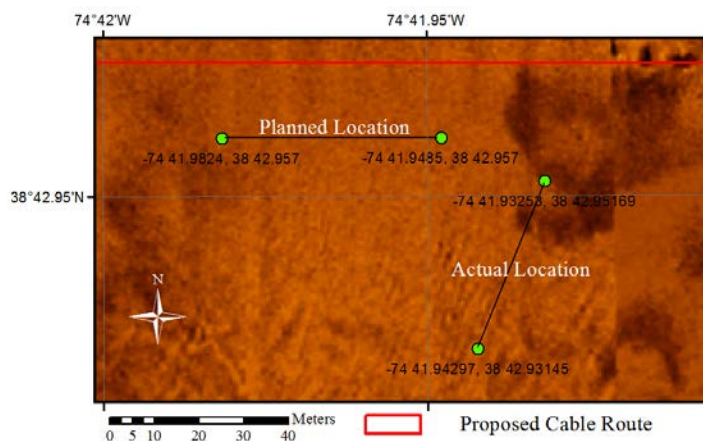 74°42'W 74°41.95'W
Planned Location
-74 41.9824, 38 42.957 -74 41.9485, 38 42.957
38°42.95'N
-74 41.93253, 38 42.95169
Actual Location
N
-74 41.94297, 38 42.93145
Meters
0 5 10 20 30 40
Proposed Cable Route